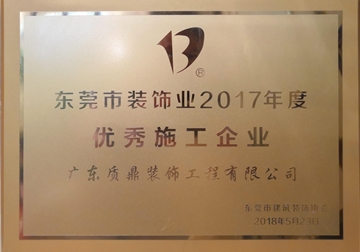 东莞市装饰业2017年度
优秀施工企业
广东质鼎装饰工程有限公司
东莞市建筑装饰协会
2018年5月23日